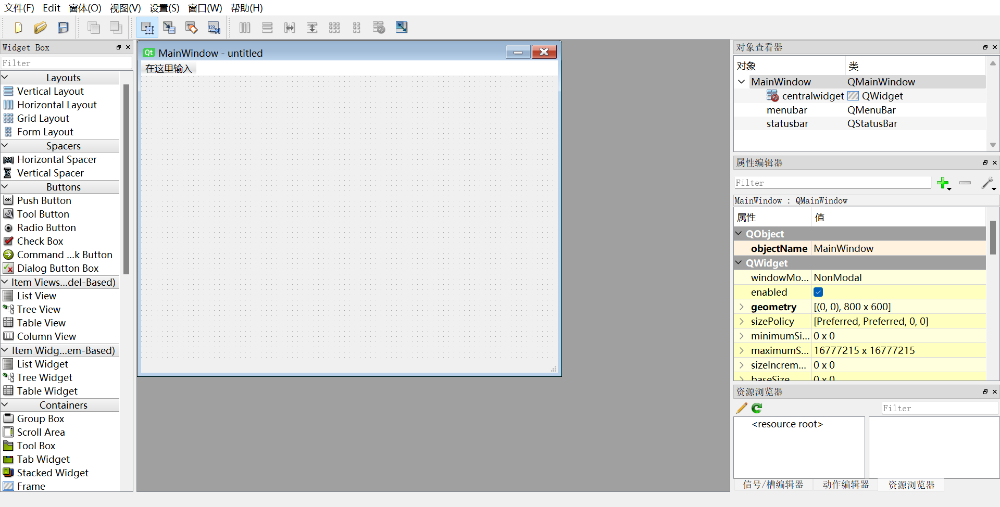 文件(F) Edit 窗体(O) 视图(V) 设置(S) 窗口(W) 帮助(H)
Widget Box
Filter
Layouts
Vertical Layout
Horizontal Layout
Grid Layout
Form Layout
Spacers
Horizontal Spacer
Vertical Spacer
Buttons
Push Button
Tool Button
Radio Button
Check Box
Command ...k Button
Dialog Button Box
Item Views...del-Based)
List View
Tree View
Table View
Column View
Item Widg...em-Based)
List Widget
Tree Widget
Table Widget
Containers
Group Box
Scroll Area
Tool Box
Tab Widget
Stacked Widget
Frame
MainWindow - untitled
在这里输入
对象查看器
对象 类
MainWindow QMainWindow
centralwidget QWidget
menubar QMenuBar
statusbar QStatusBar
属性编辑器
Filter
MainWindow : QMainWindow
属性 值
QObject
objectName MainWindow
QWidget
windowMo... NonModal
enabled
geometry [(0, 0), 800 x 600]
sizePolicy [Preferred, Preferred, 0, 0]
minimumSi... 0 x 0
maximumS... 16777215 x 16777215
sizeIncrem... 0 x 0
baseSize 0 x 0
资源浏览器
Filter
<resource root>
信号/槽编辑器 动作编辑器 资源浏览器